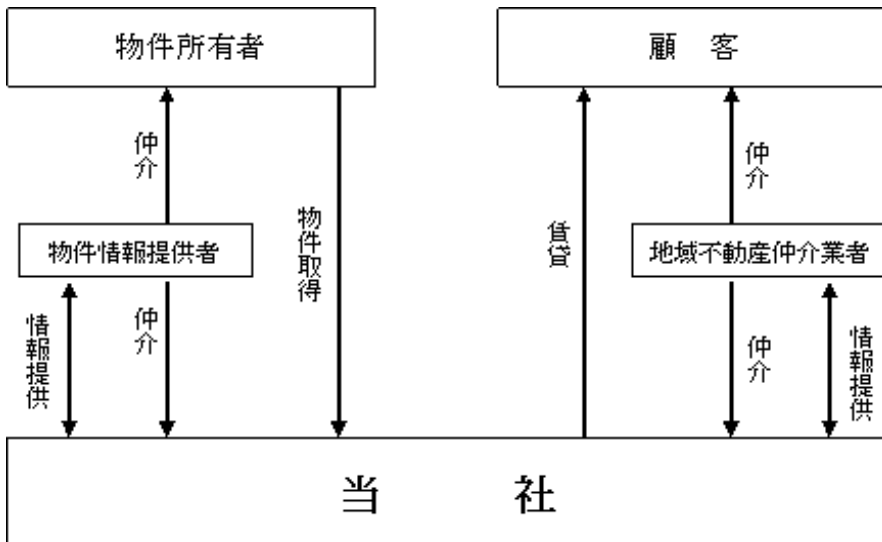 物件所有者
顧 客
仲介
仲介
物件取得
賃貸
物件情報提供者
地域不動産仲介業者
情報提供
仲介
仲介
情報提供
当 社